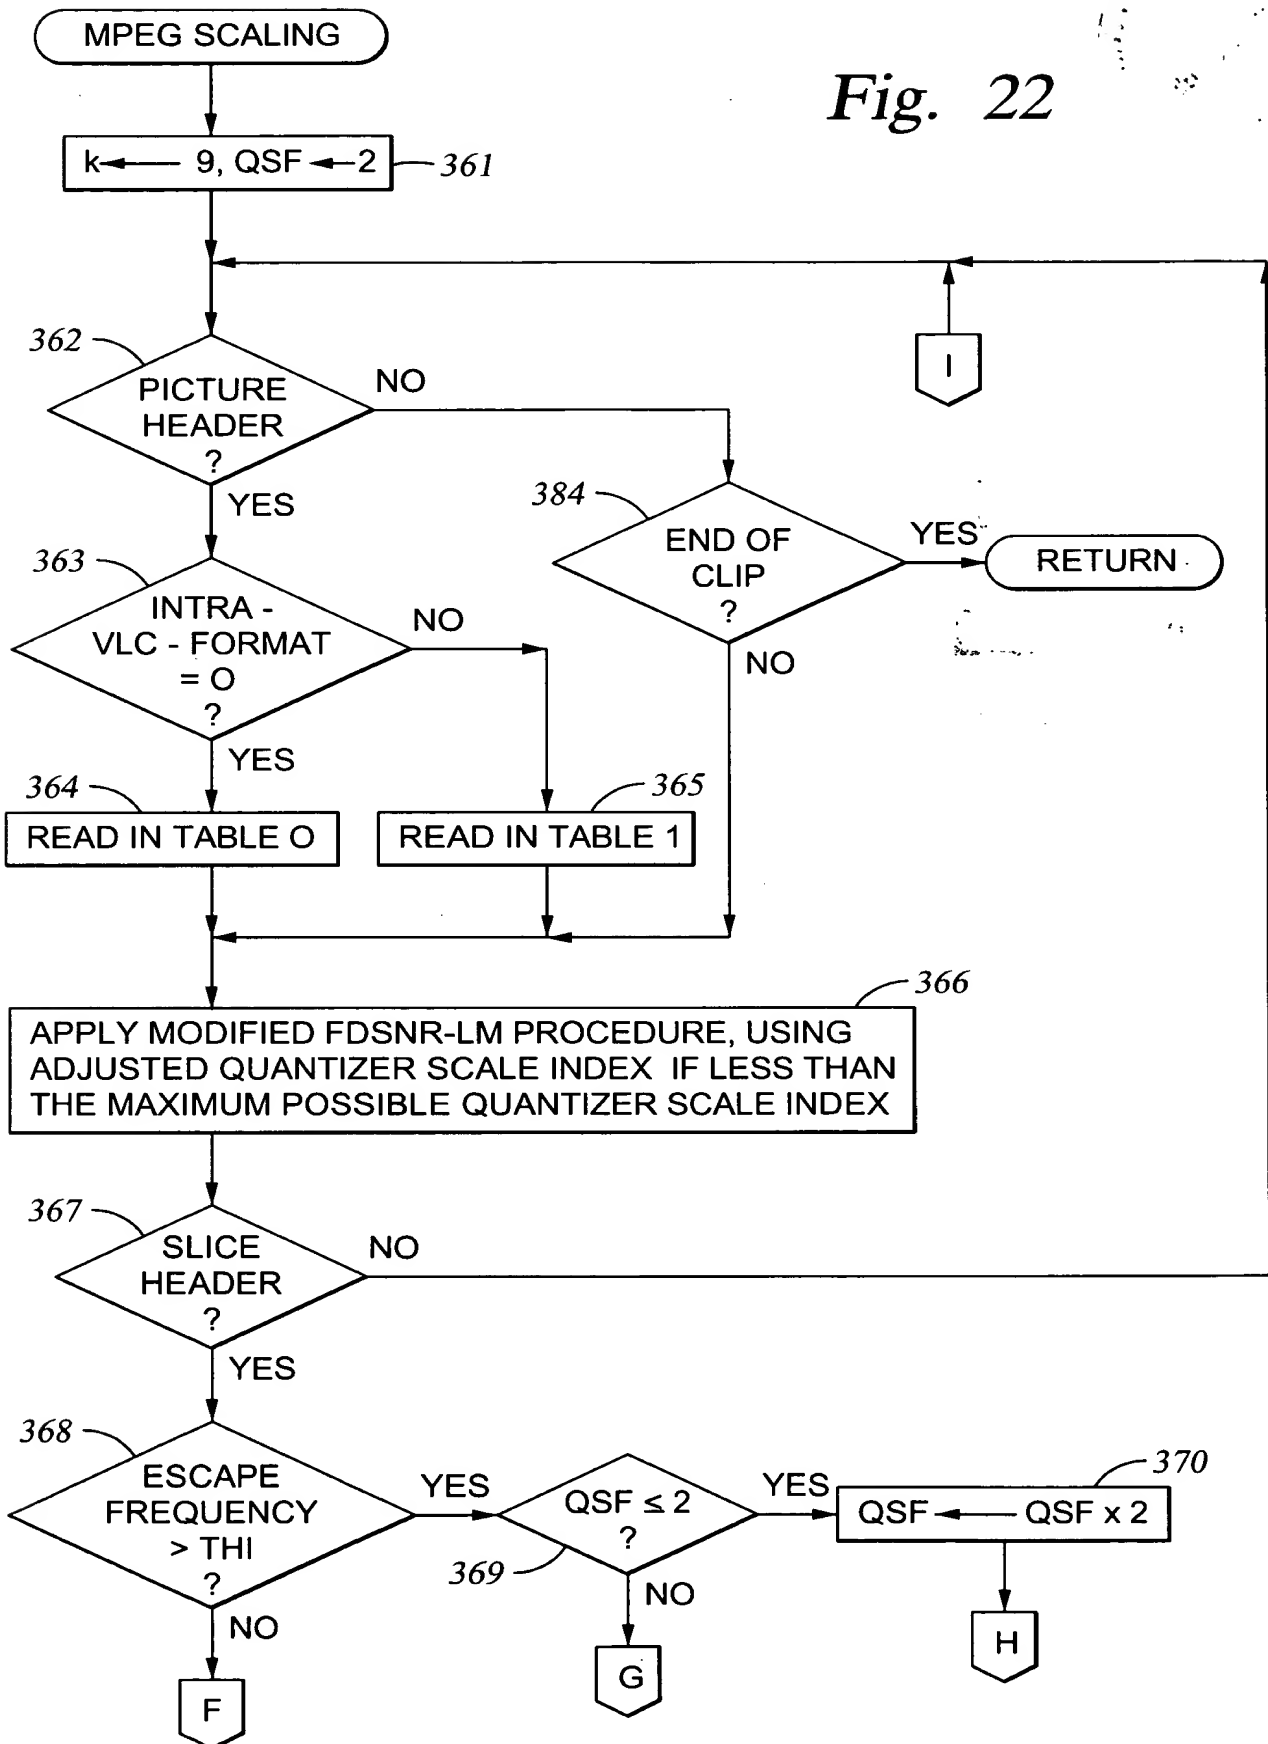 MPEG SCALING
Fig. 22
k← 9, QSF ←2
361
I
362
PICTURE
HEADER
?
NO
YES
384
END OF
CLIP
?
YES
RETURN
NO
363
INTRA -
VLC - FORMAT
= O
?
NO
YES
364
READ IN TABLE O
365
READ IN TABLE 1
366
APPLY MODIFIED FDSNR-LM PROCEDURE, USING
ADJUSTED QUANTIZER SCALE INDEX IF LESS THAN
THE MAXIMUM POSSIBLE QUANTIZER SCALE INDEX
367
SLICE
HEADER
?
NO
YES
368
ESCAPE
FREQUENCY
> THI
?
YES
NO
F
QSF ≤ 2
?
369
YES
NO
G
370
QSF← QSF x 2
H